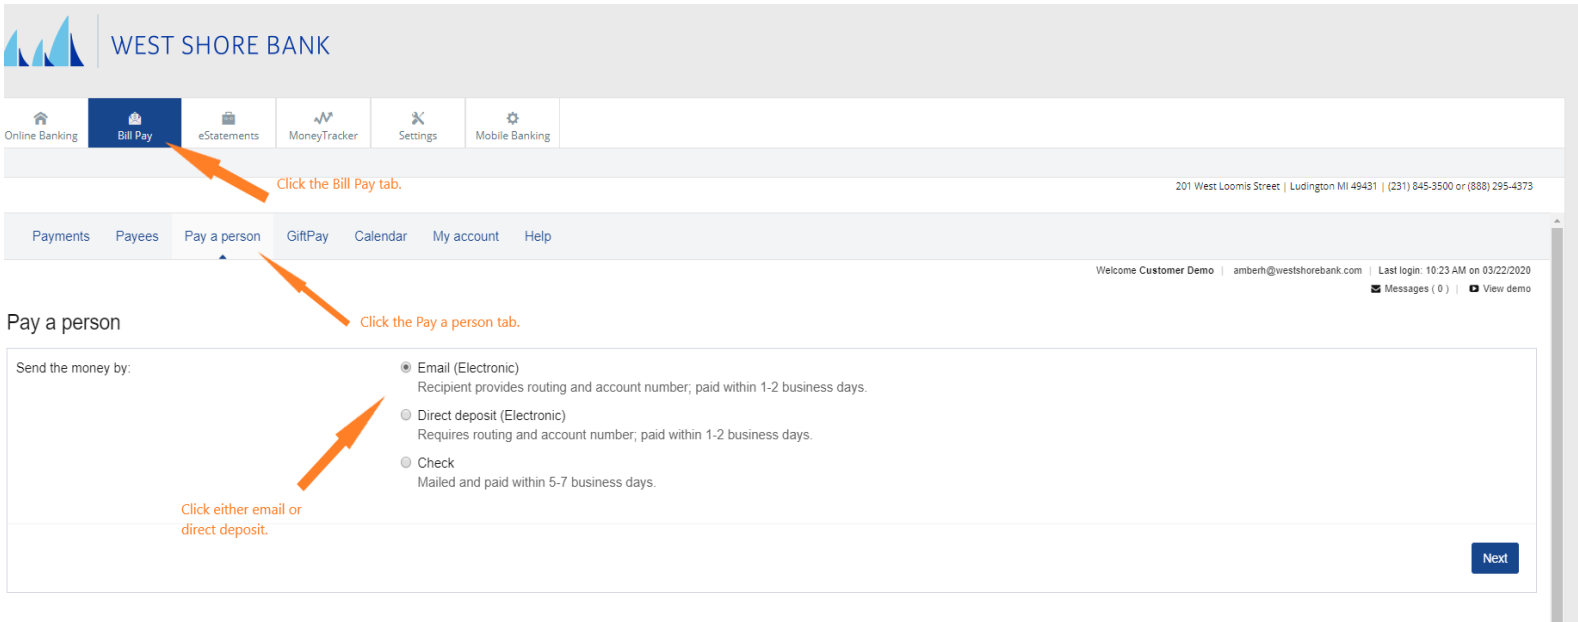 WEST SHORE BANK
Online Banking
Bill Pay
eStatements
MoneyTracker
Settings
Mobile Banking
Click the Bill Pay tab.
201 West Loomis Street | Ludington MI 49431 | (231) 845-3500 or (888) 295-4373
Payments Payees Pay a person GiftPay Calendar My account Help
Welcome Customer Demo | amberh@westshorebank.com | Last login: 10:23 AM on 03/22/2020
Messages ( 0 ) | View demo
Pay a person
Click the Pay a person tab.
Send the money by:
Email (Electronic)
Recipient provides routing and account number; paid within 1-2 business days.
Direct deposit (Electronic)
Requires routing and account number; paid within 1-2 business days.
Check
Mailed and paid within 5-7 business days.
Click either email or
direct deposit.
Next